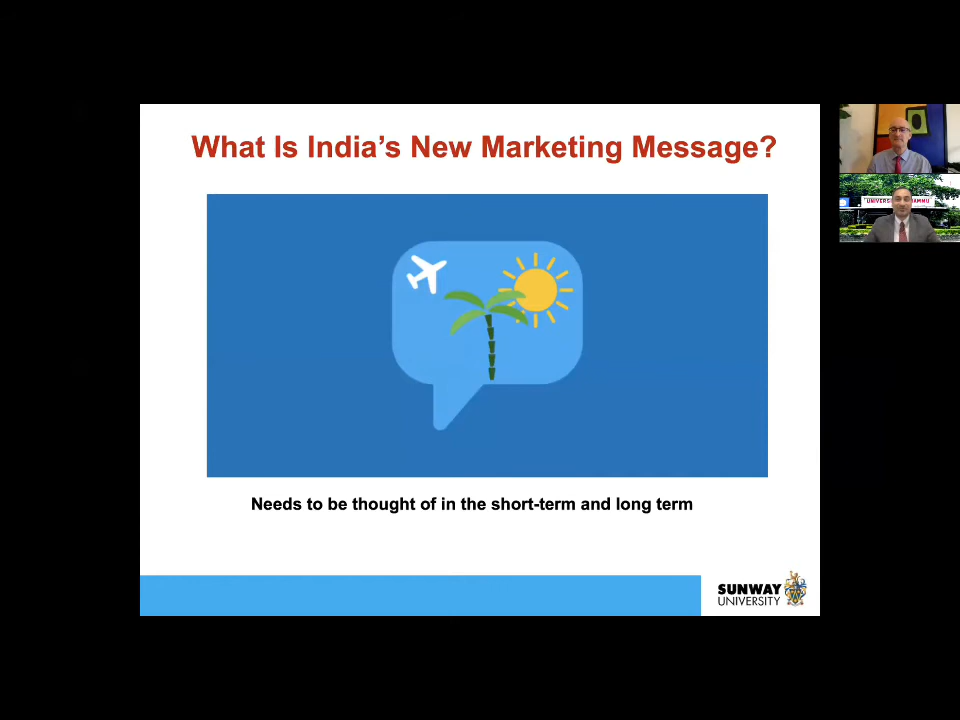 What Is India's New Marketing Message?
Needs to be thought of in the short-term and long term
SUNWAY
UNIVERSITY